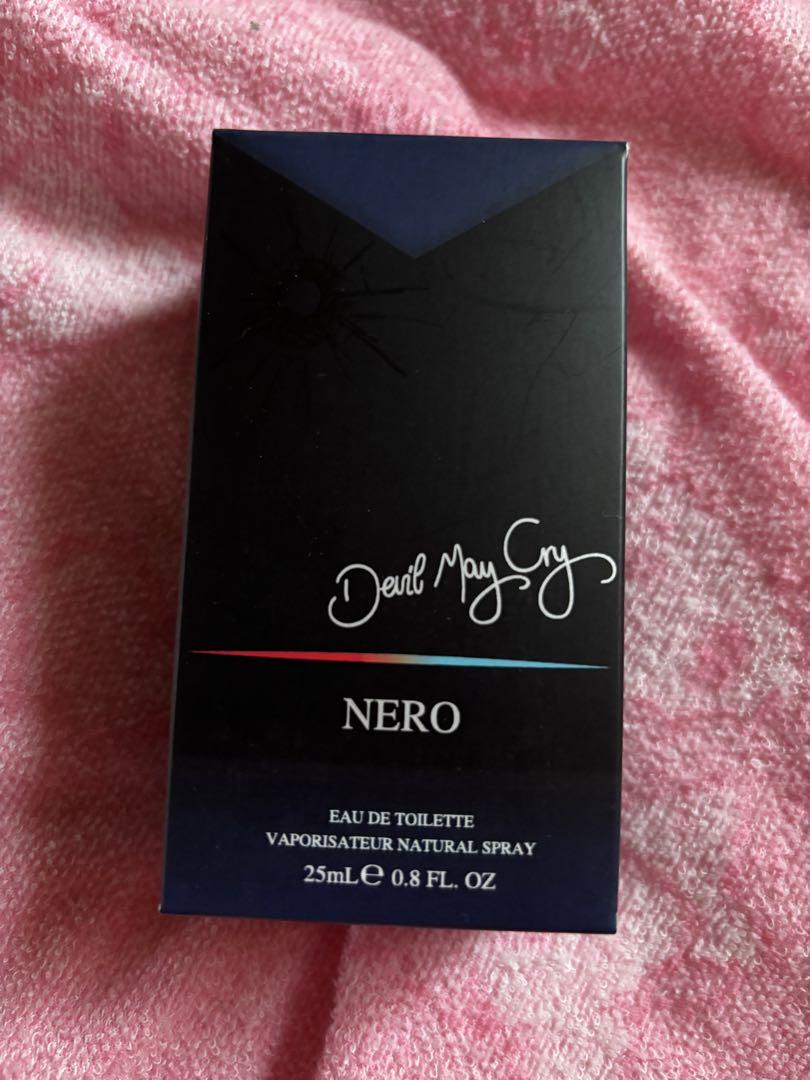 Devil May Cry
NERO
EAU DE TOILETTE
VAPORISATEUR NATURAL SPRAY
25mL℮ 0.8 FL. OZ